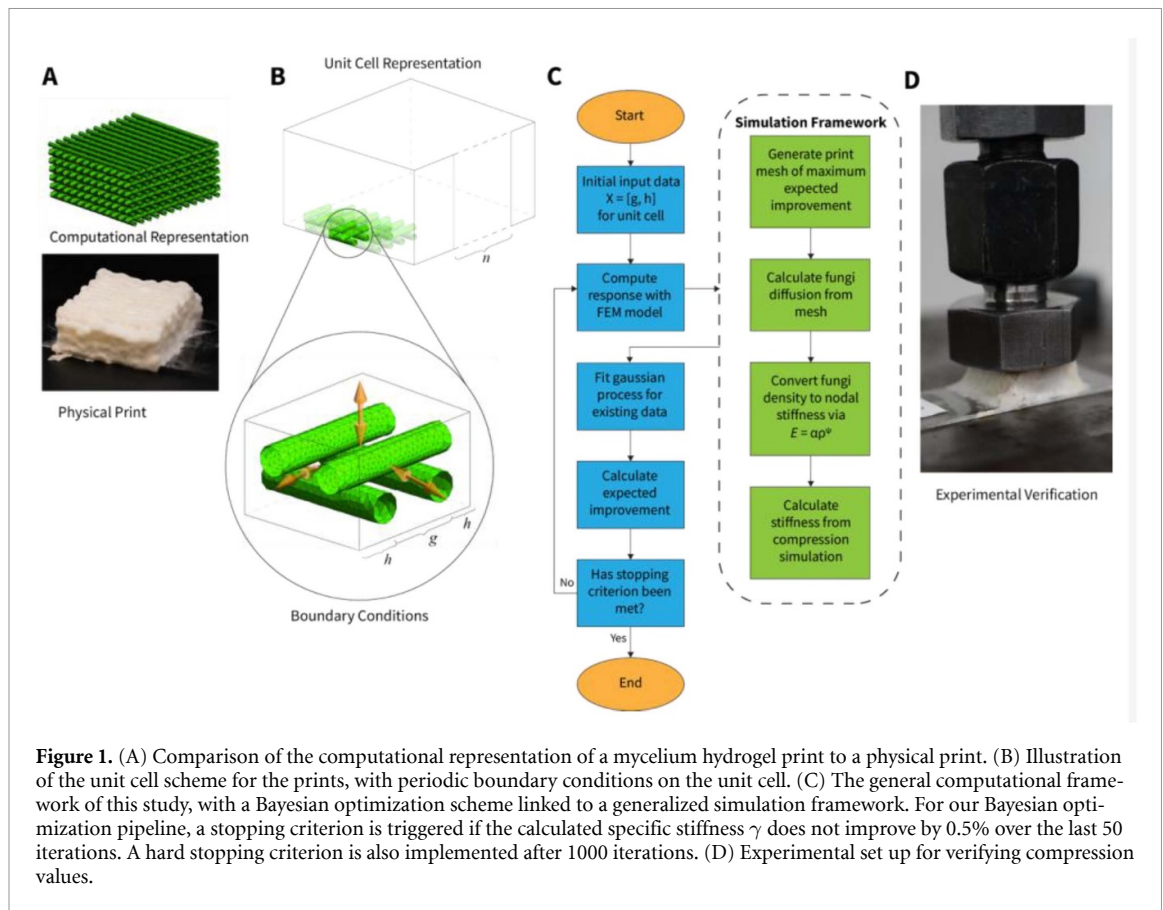 A
Computational Representation
Physical Print
B
Unit Cell Representation
n
h
g
h
Boundary Conditions
C
Start
Initial input data
X = [g, h]
for unit cell
Compute
response with
FEM model
Fit gaussian
process for
existing data
Calculate
expected
improvement
Has stopping
criterion been
met?
No
Yes
End
Simulation Framework
Generate print
mesh of maximum
expected
improvement
Calculate fungi
diffusion from
mesh
Convert fungi
density to nodal
stiffness via
E = αρᵠ
Calculate
stiffness from
compression
simulation
D
Experimental Verification
Figure 1. (A) Comparison of the computational representation of a mycelium hydrogel print to a physical print. (B) Illustration
of the unit cell scheme for the prints, with periodic boundary conditions on the unit cell. (C) The general computational frame-
work of this study, with a Bayesian optimization scheme linked to a generalized simulation framework. For our Bayesian opti-
mization pipeline, a stopping criterion is triggered if the calculated specific stiffness γ does not improve by 0.5% over the last 50
iterations. A hard stopping criterion is also implemented after 1000 iterations. (D) Experimental set up for verifying compression
values.